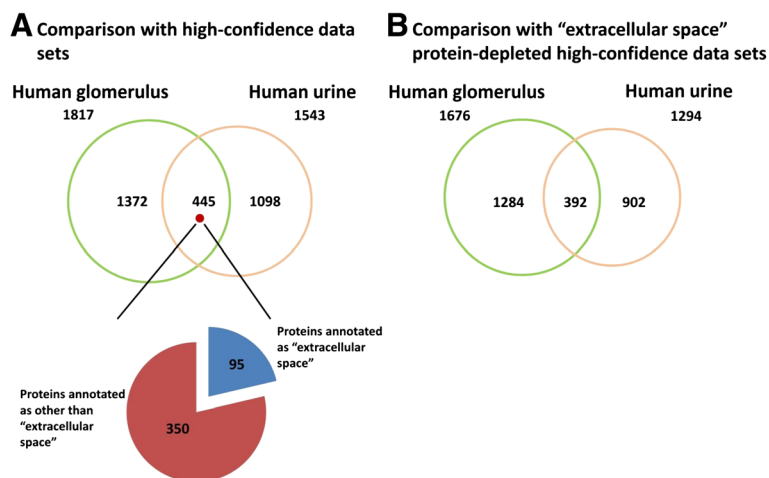 A Comparison with high-confidence data
sets
Human glomerulus
1817
Human urine
1543
1372
445
1098
Proteins annotated
as "extracellular
space"
95
Proteins annotated
as other than
"extracellular
space"
350
B Comparison with “extracellular space”
protein-depleted high-confidence data sets
Human glomerulus
1676
Human urine
1294
1284
392
902